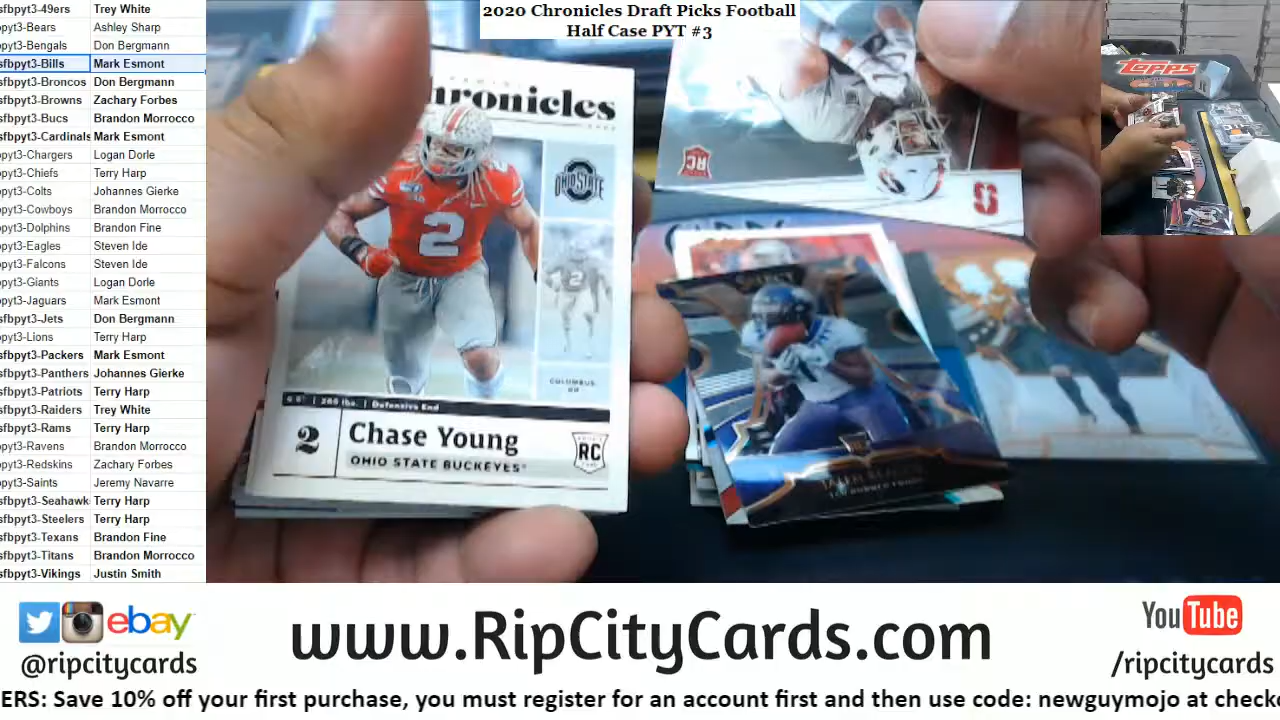 2020 Chronicles Draft Picks Football
Half Case PYT #3
sfbpyt3-49ers Trey White
pyt3-Bears Ashley Sharp
pyt3-Bengals Don Bergmann
sfbpyt3-Bills Mark Esmont
sfbpyt3-Broncos Don Bergmann
sfbpyt3-Browns Zachary Forbes
sfbpyt3-Bucs Brandon Morrocco
sfbpyt3-Cardinals Mark Esmont
pyt3-Chargers Logan Dorle
pyt3-Chiefs Terry Harp
pyt3-Colts Johannes Gierke
pyt3-Cowboys Brandon Morrocco
pyt3-Dolphins Brandon Fine
pyt3-Eagles Steven Ide
pyt3-Falcons Steven Ide
pyt3-Giants Logan Dorle
pyt3-Jaguars Mark Esmont
pyt3-Jets Don Bergmann
pyt3-Lions Terry Harp
sfbpyt3-Packers Mark Esmont
sfbpyt3-Panthers Johannes Gierke
sfbpyt3-Patriots Terry Harp
sfbpyt3-Raiders Trey White
sfbpyt3-Rams Terry Harp
pyt3-Ravens Brandon Morrocco
pyt3-Redskins Zachary Forbes
pyt3-Saints Jeremy Navarre
sfbpyt3-Seahawk Terry Harp
sfbpyt3-Steelers Terry Harp
sfbpyt3-Texans Brandon Fine
sfbpyt3-Titans Brandon Morrocco
sfbpyt3-Vikings Justin Smith
hronicles
2
OHIO STATE
COLUMBUS,
OH
Defensive End
2 Chase Young
OHIO STATE BUCKEYES
RC
RC
S
SELECT
topps
ebay
@ripcitycards
www.RipCityCards.com
YouTube
/ripcitycards
ERS: Save 10% off your first purchase, you must register for an account first and then use code: newguymojo at check